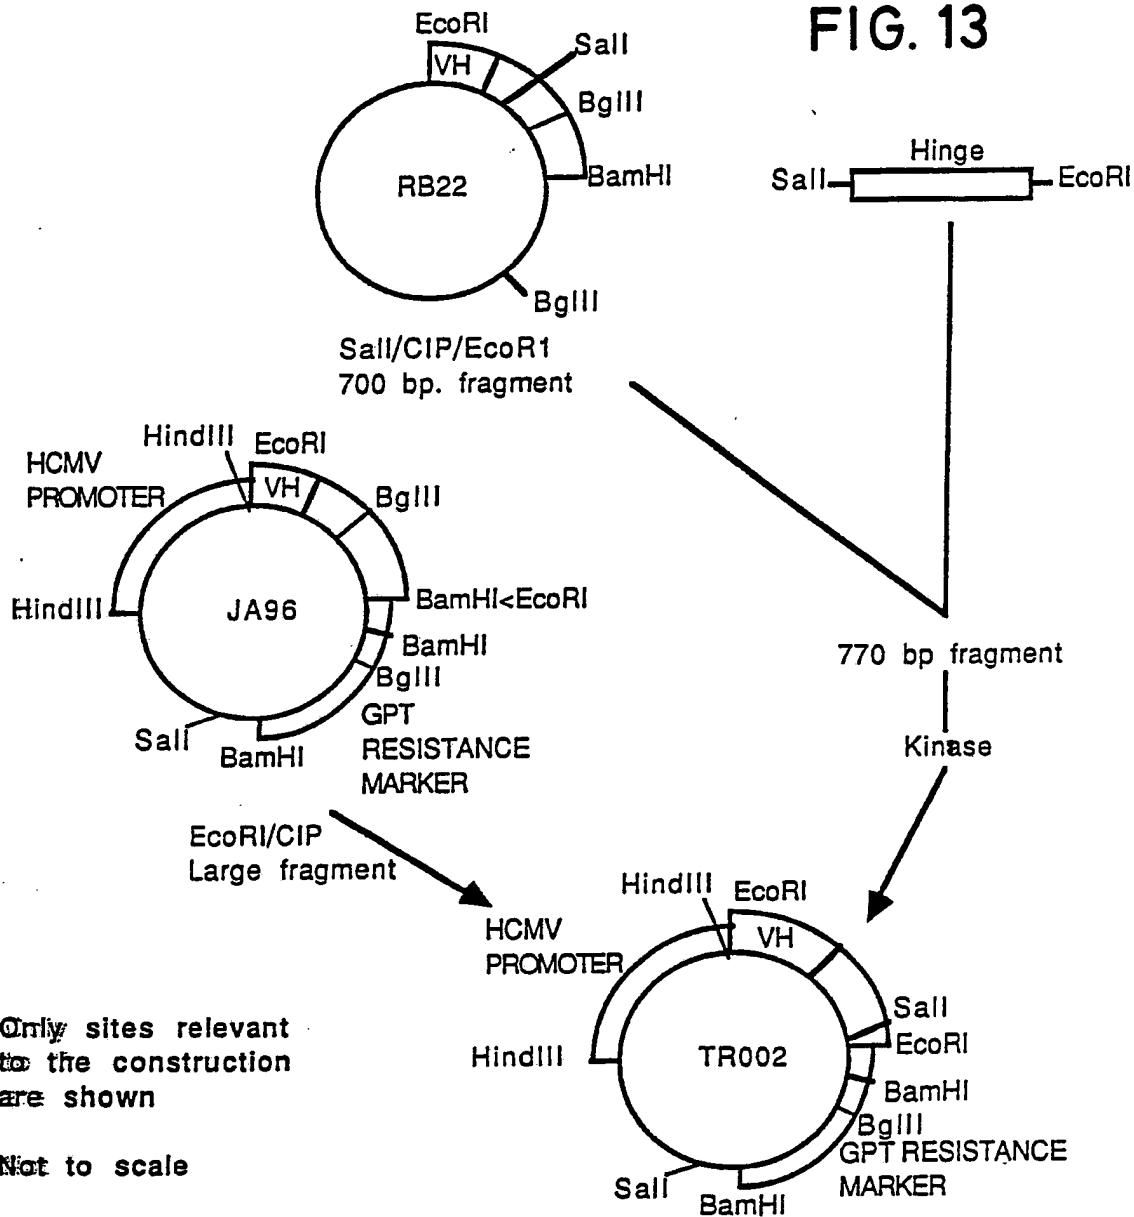 FIG. 13
EcoRI
VH
SalI
BglII
BamHI
RB22
BglII
Hinge
SalI
EcoRI
SalI/CIP/EcoR1
700 bp. fragment
HindIII
EcoRI
HCMV
PROMOTER
VH
BglII
HindIII
JA96
BamHI<EcoRI
BamHI
BglII
GPT
RESISTANCE
MARKER
SalI
BamHI
770 bp fragment
Kinase
EcoRI/CIP
Large fragment
HindIII
EcoRI
HCMV
PROMOTER
VH
SalI
EcoRI
HindIII
TR002
BamHI
BglII
GPT RESISTANCE
MARKER
SalI
BamHI
Only sites relevant
to the construction
are shown
Not to scale